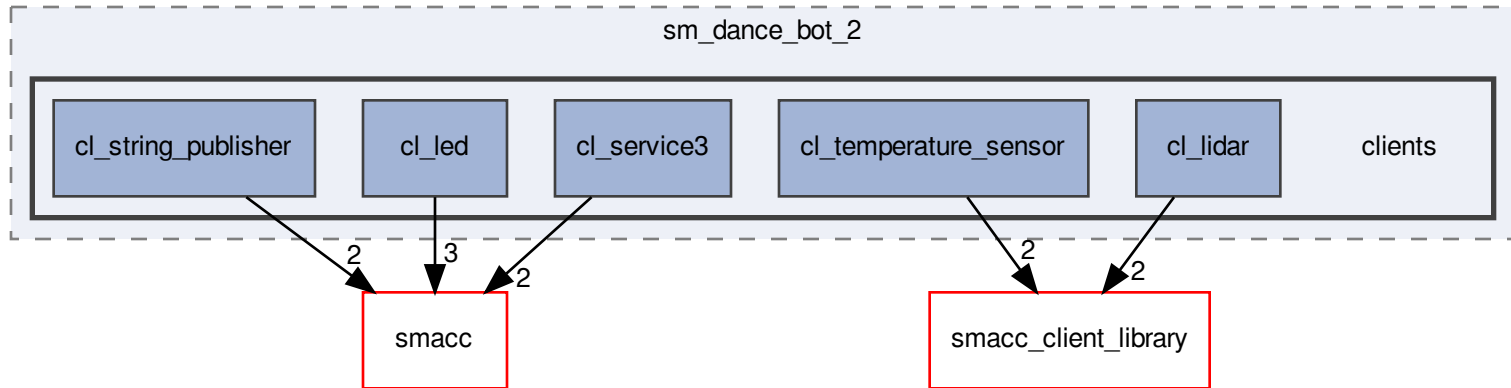 sm_dance_bot_2
cl_string_publisher
cl_led
cl_service3
cl_temperature_sensor
cl_lidar
clients
2
3
2
2
2
smacc
smacc_client_library